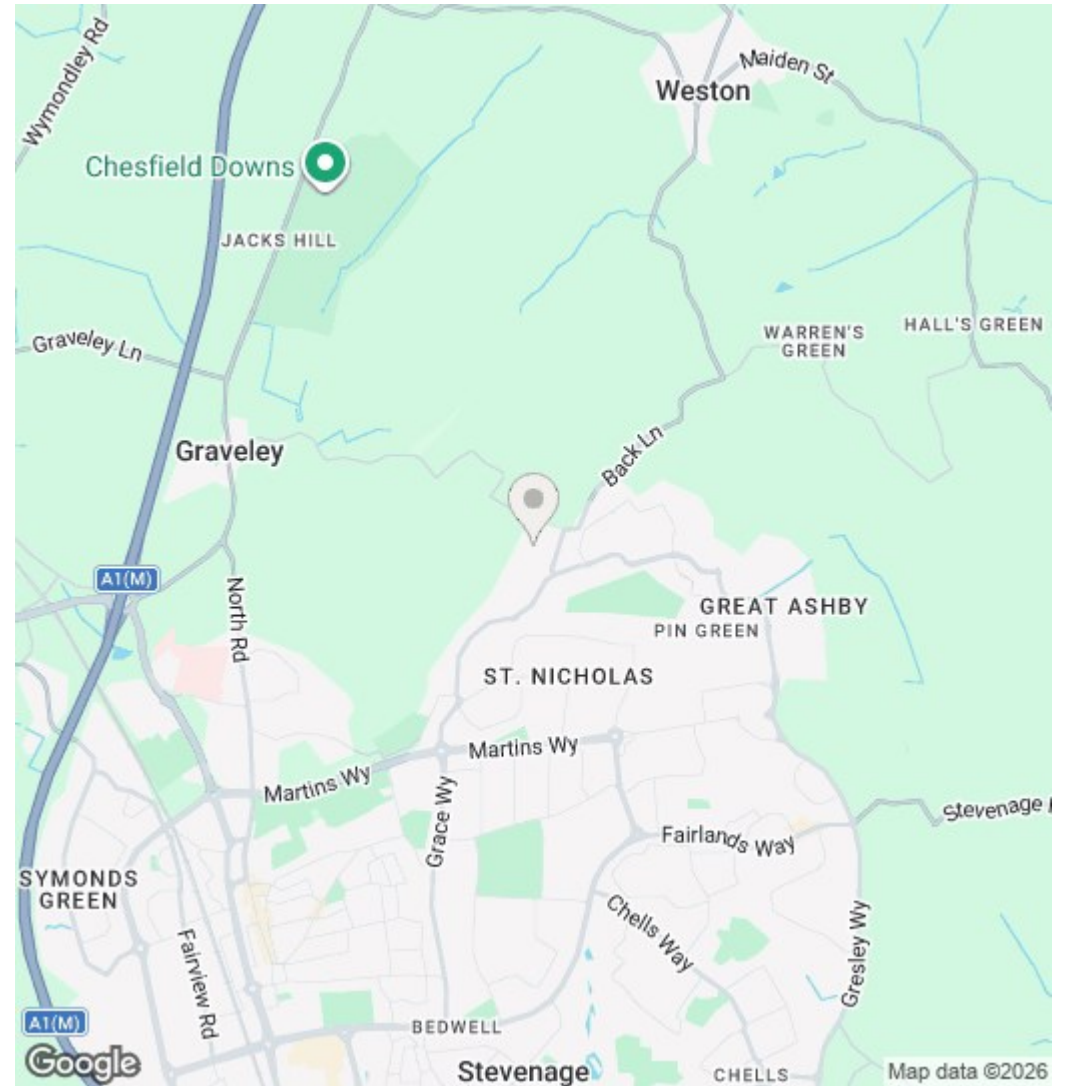 Wymondley Rd
Maiden St
Weston
Chesfield Downs
JACKS HILL
Graveley Ln
WARREN'S
GREEN
HALL'S GREEN
Graveley
Back Ln
A1(M)
North Rd
GREAT ASHBY
PIN GREEN
ST. NICHOLAS
Martins Wy
Martins Wy
Grace Wy
Fairlands Way
Stevenage
SYMONDS
GREEN
Chells Way
Gresley Wy
Fairview Rd
A1(M)
BEDWELL
Stevenage
CHELLS
Google
Map data ©2026